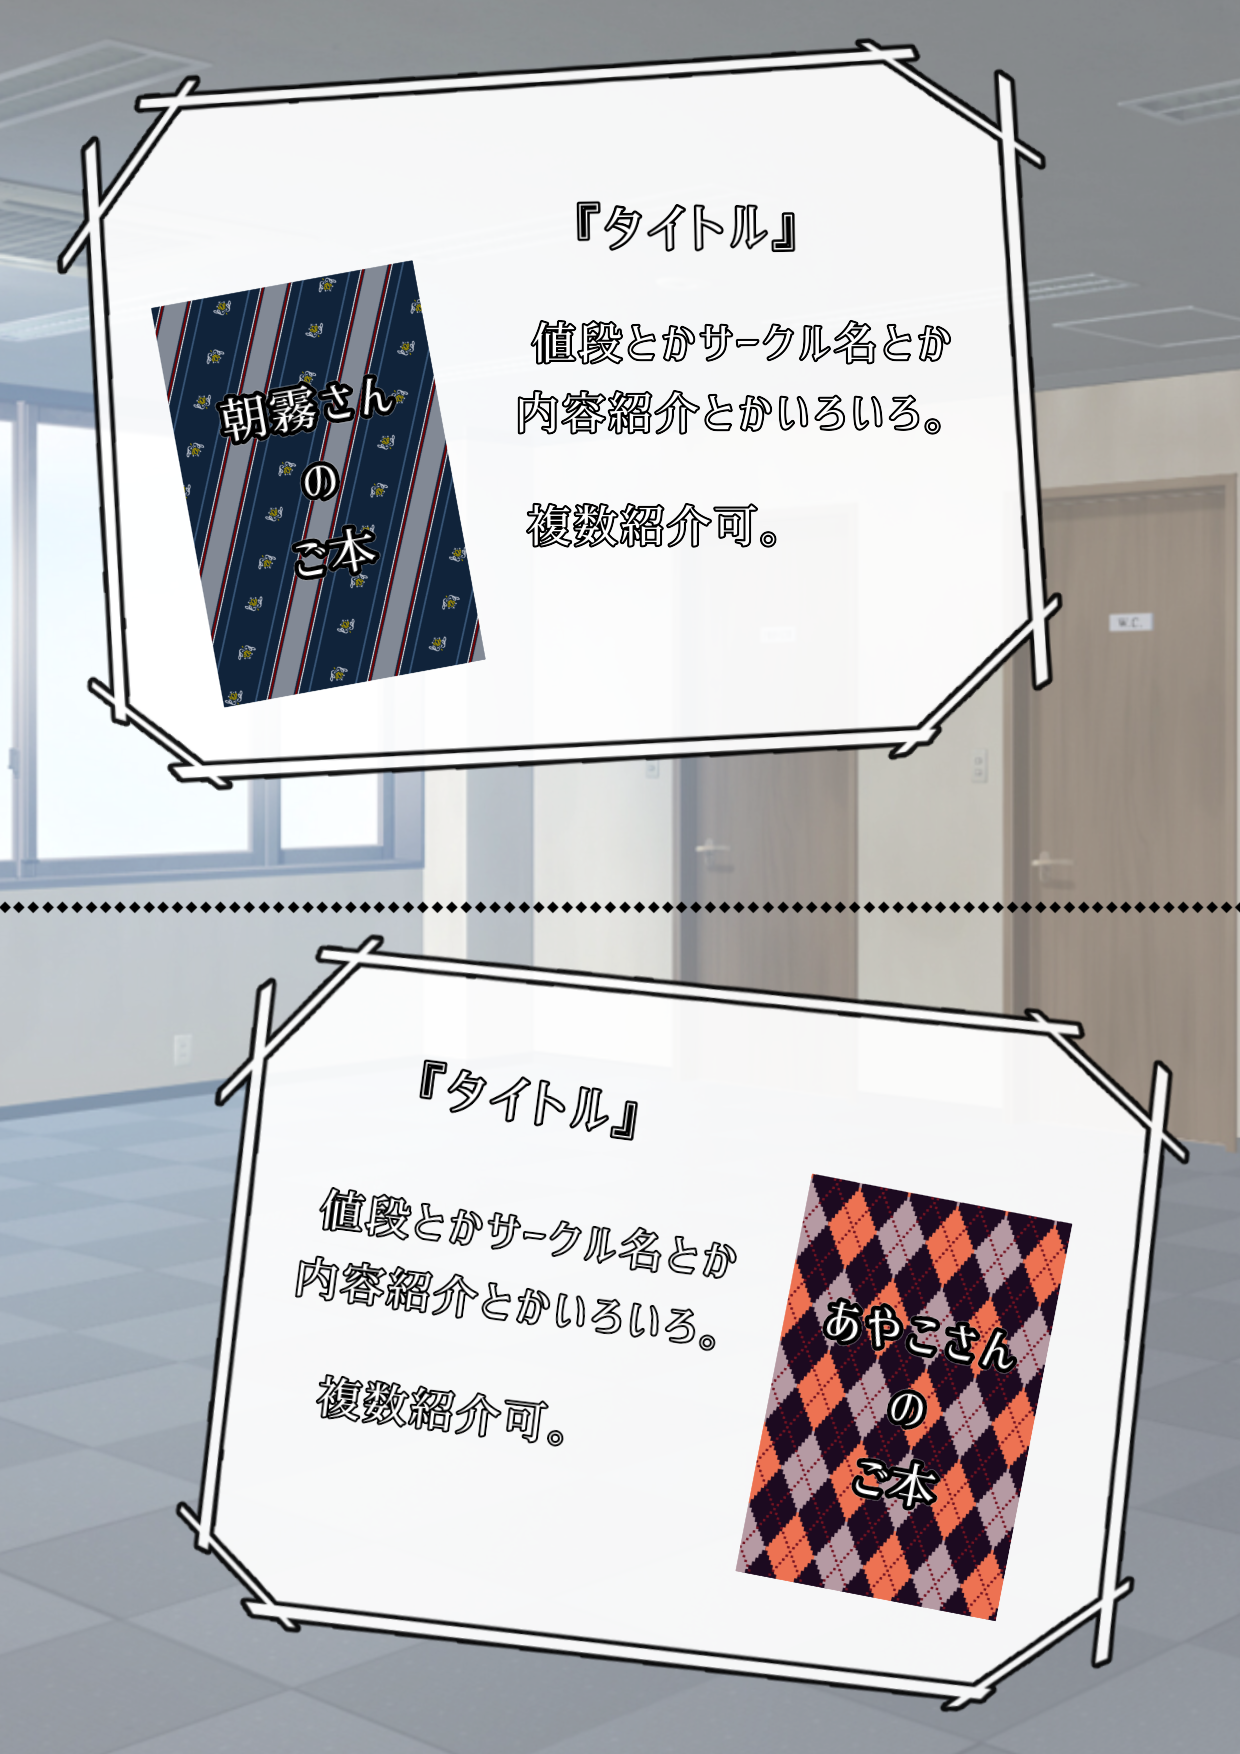 『タイトル』
値段とかサークル名とか
内容紹介とかいろいろ。
複数紹介可。
朝霧さん
の
ご本
W.C.
『タイトル』
値段とかサークル名とか
内容紹介とかいろいろ。
複数紹介可。
あやこさん
の
ご本